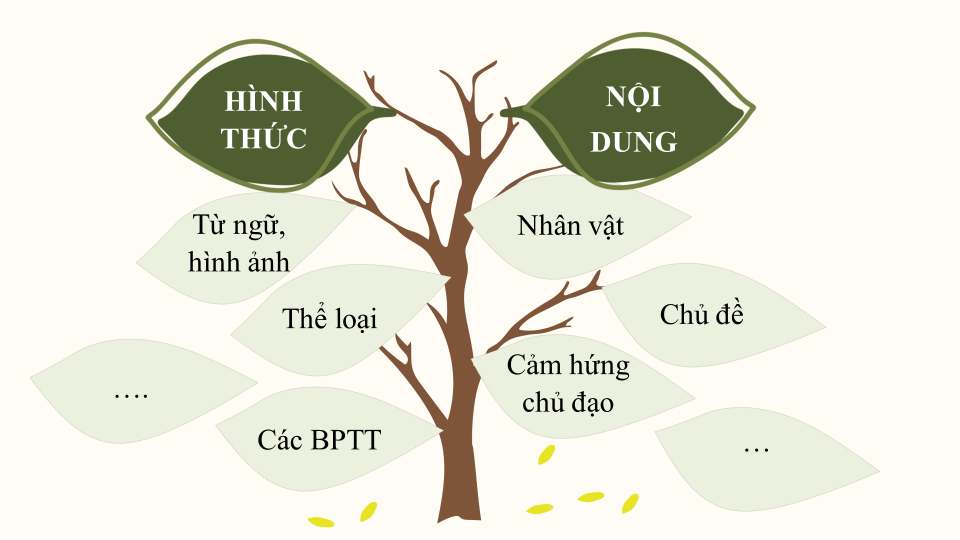 HÌNH
THỨC
NỘI
DUNG
Từ ngữ,
hình ảnh
Nhân vật
Thể loại
Chủ đề
Cảm hứng
chủ đạo
….
Các BPTT
…